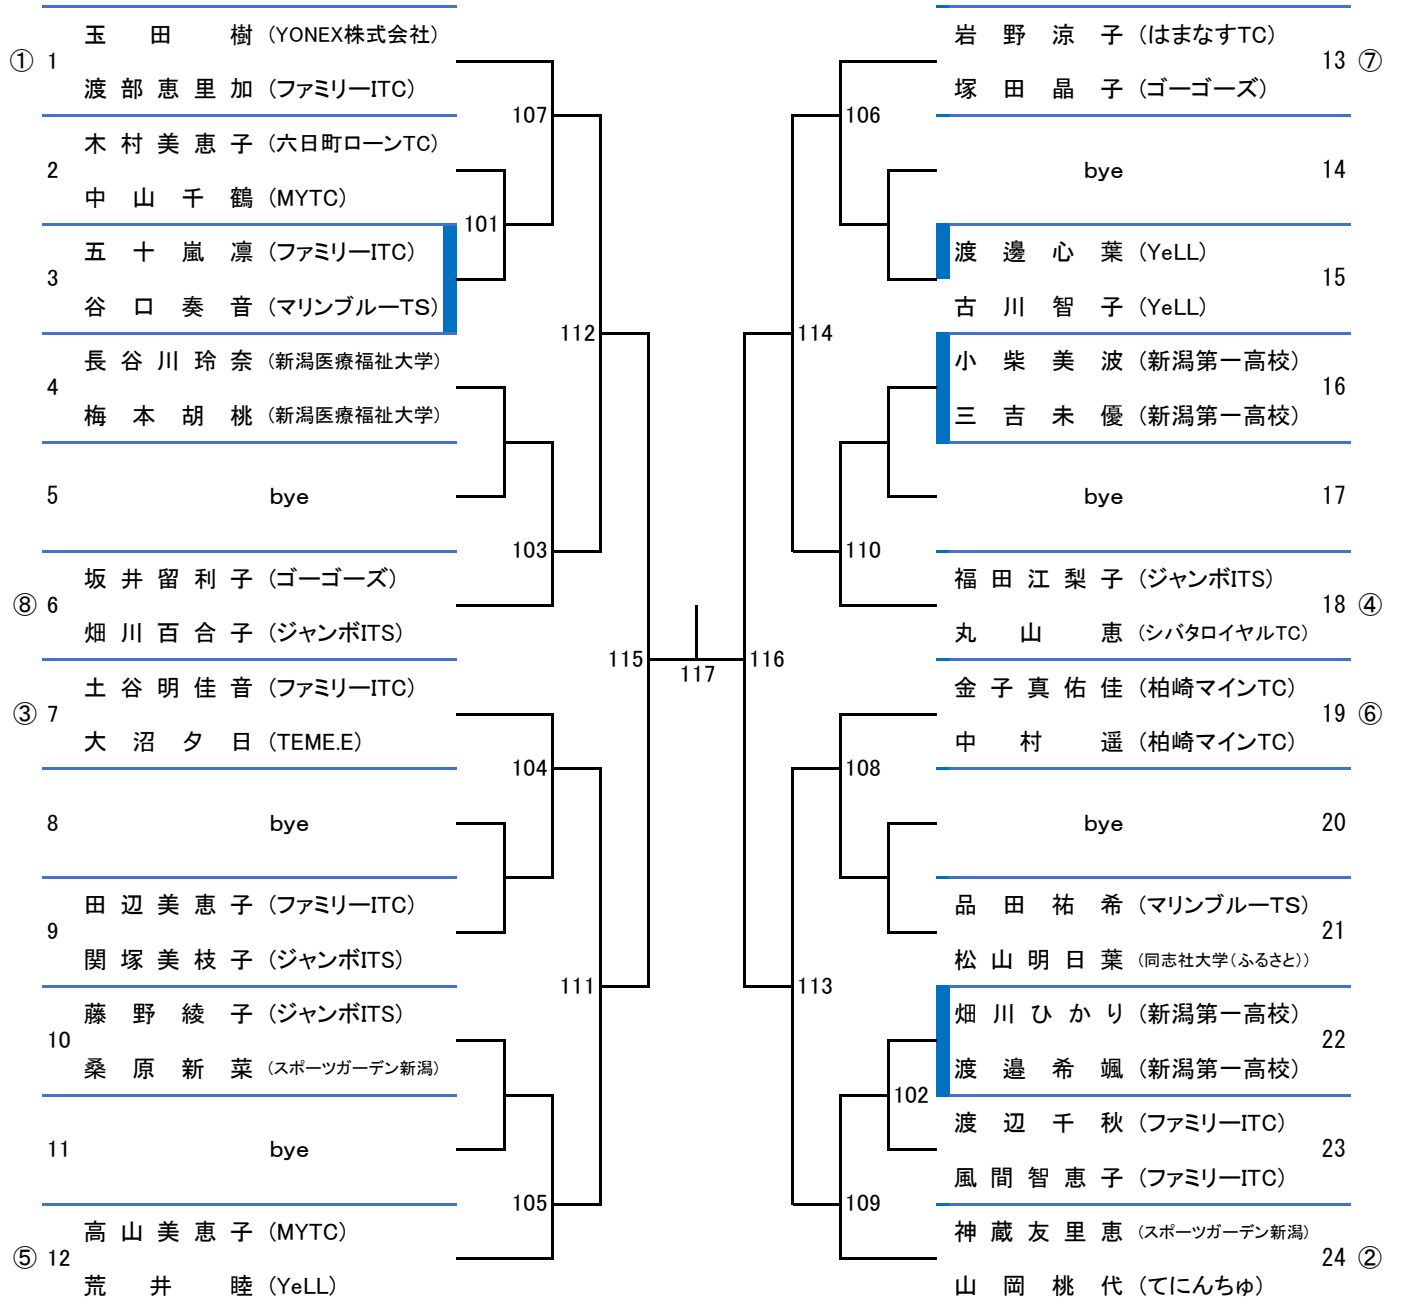 ① 1 玉田樹 (YONEX株式会社)
渡部恵里加 (ファミリーITC)
2 木村美恵子 (六日町ローンTC)
中山千鶴 (MYTC)
3 五十嵐凛 (ファミリーITC)
谷口奏音 (マリンブルーTS)
4 長谷川玲奈 (新潟医療福祉大学)
梅本胡桃 (新潟医療福祉大学)
5 bye
⑧ 6 坂井留利子 (ゴーゴーズ)
畑川百合子 (ジャンボITS)
③ 7 土谷明佳音 (ファミリーITC)
大沼夕日 (TEME.E)
8 bye
9 田辺美恵子 (ファミリーITC)
関塚美枝子 (ジャンボITS)
10 藤野綾子 (ジャンボITS)
桑原新菜 (スポーツガーデン新潟)
11 bye
⑤ 12 高山美恵子 (MYTC)
荒井睦 (YeLL)
107
101
112
103
115
104
111
105
117
106
114
110
116
108
113
102
109
岩野涼子 (はまなすTC) 13 ⑦
塚田晶子 (ゴーゴーズ)
bye 14
渡邊心葉 (YeLL) 15
古川智子 (YeLL)
小柴美波 (新潟第一高校) 16
三吉未優 (新潟第一高校)
bye 17
福田江梨子 (ジャンボITS) 18 ④
丸山恵 (シバタロイヤルTC)
金子真佑佳 (柏崎マインTC) 19 ⑥
中村遥 (柏崎マインTC)
bye 20
品田祐希 (マリンブルーTS) 21
松山明日葉 (同志社大学(ふるさと))
畑川ひかり (新潟第一高校) 22
渡邉希颯 (新潟第一高校)
渡辺千秋 (ファミリーITC) 23
風間智恵子 (ファミリーITC)
神蔵友里恵 (スポーツガーデン新潟) 24 ②
山岡桃代 (てにんちゅ)